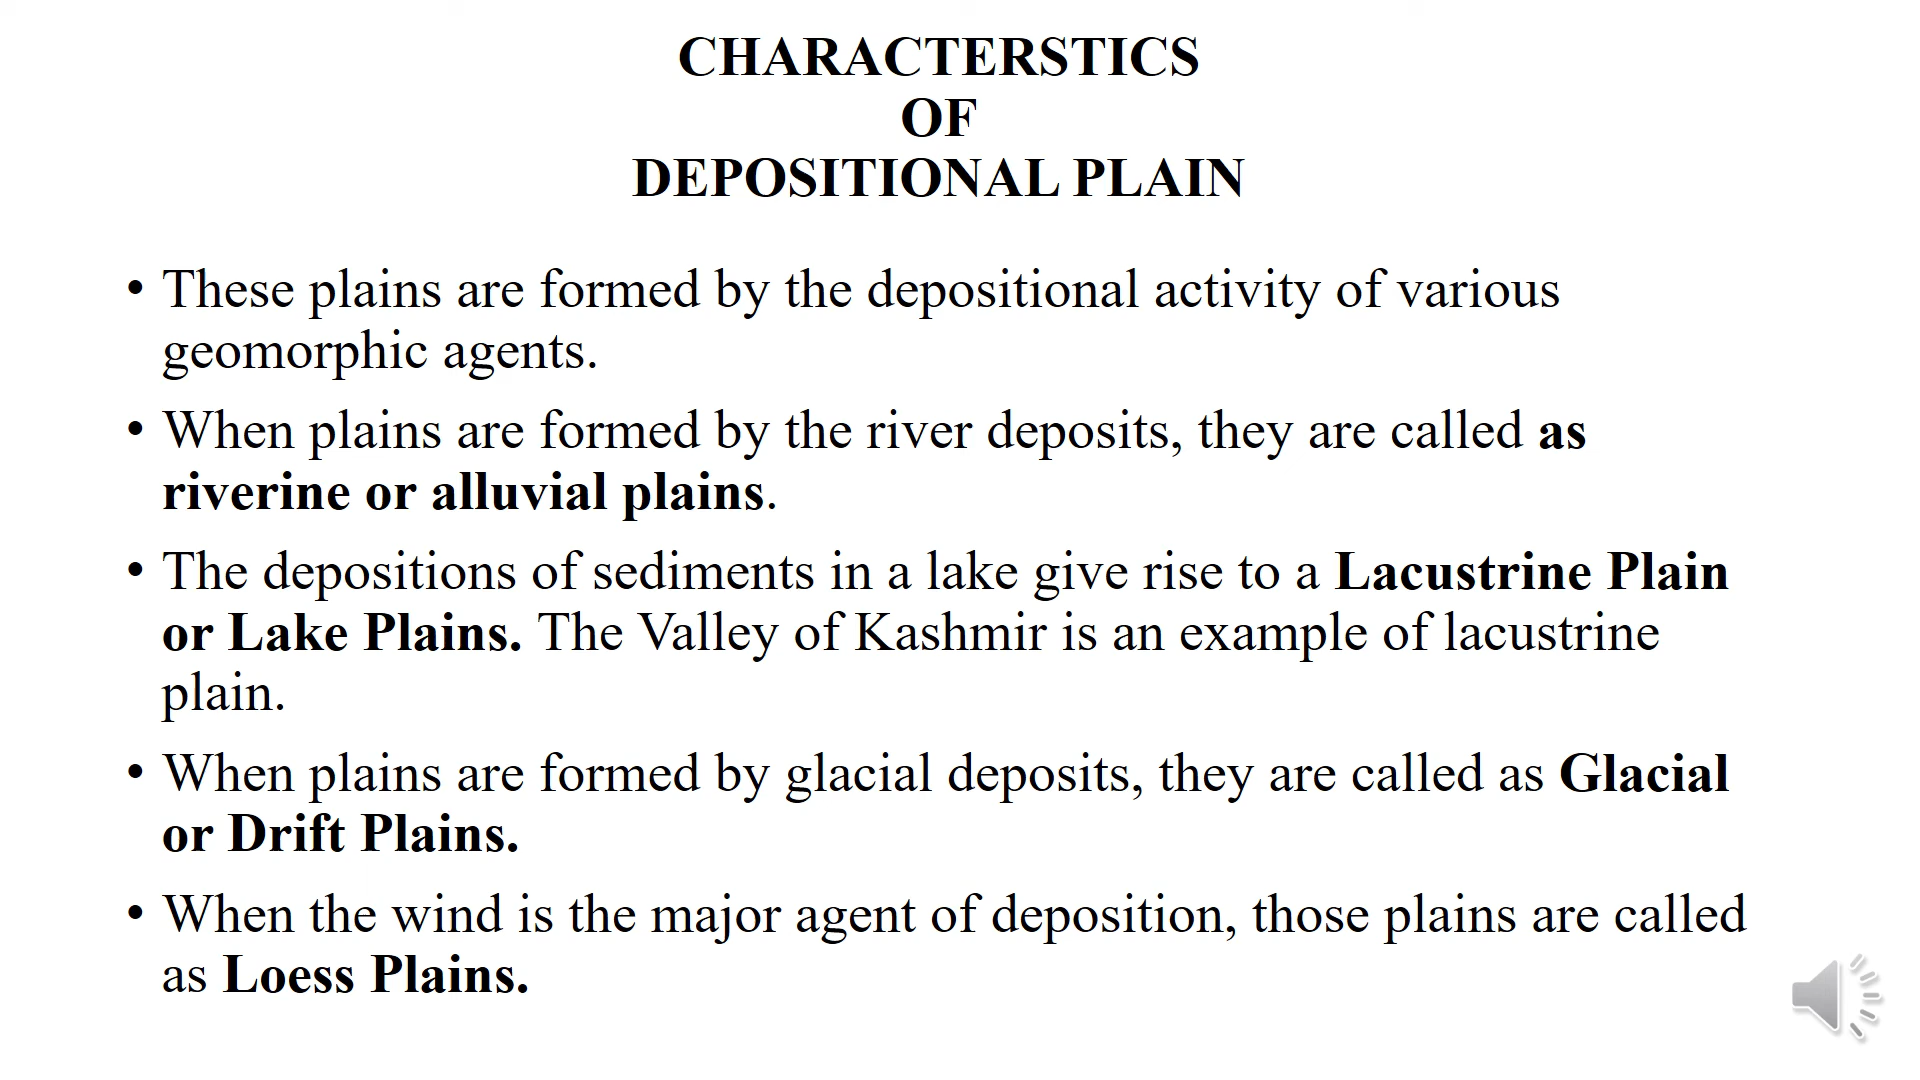 CHARACTERSTICS
OF
DEPOSITIONAL PLAIN
• These plains are formed by the depositional activity of various
geomorphic agents.
• When plains are formed by the river deposits, they are called as
riverine or alluvial plains.
• The depositions of sediments in a lake give rise to a Lacustrine Plain
or Lake Plains. The Valley of Kashmir is an example of lacustrine
plain.
• When plains are formed by glacial deposits, they are called as Glacial
or Drift Plains.
• When the wind is the major agent of deposition, those plains are called
as Loess Plains.